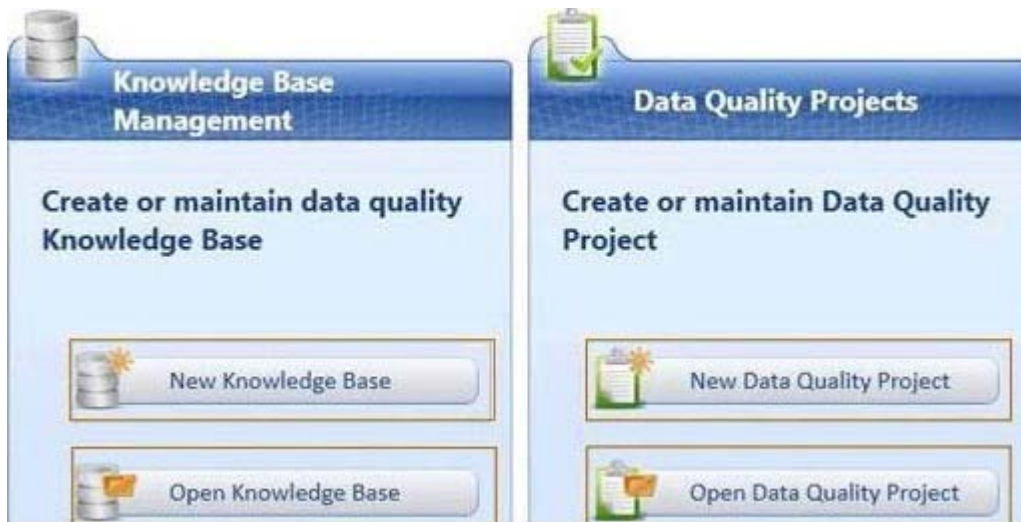 Knowledge Base
Management
Create or maintain data quality
Knowledge Base
New Knowledge Base
Open Knowledge Base
Data Quality Projects
Create or maintain Data Quality
Project
New Data Quality Project
Open Data Quality Project